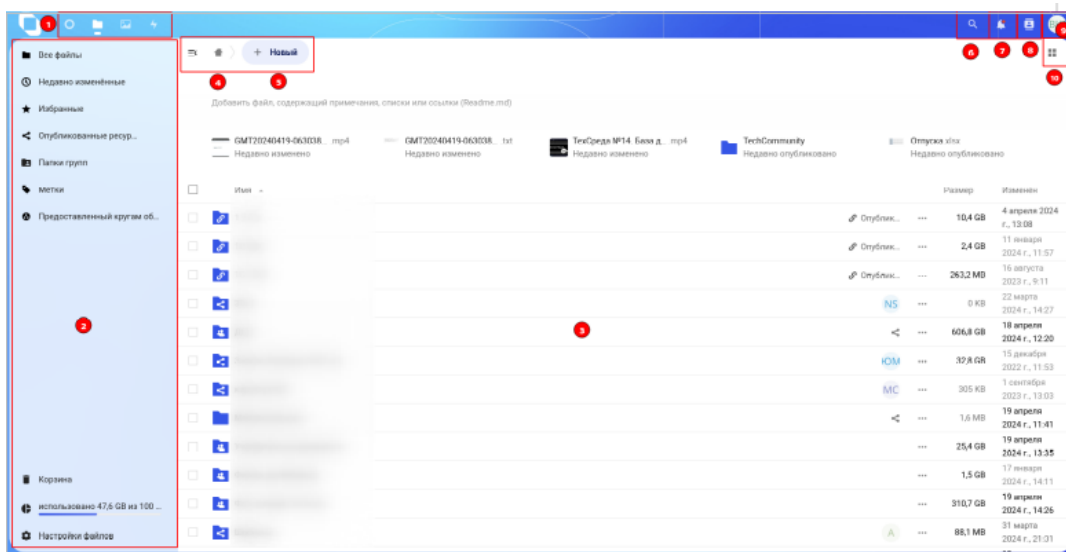 1
6
7
8
9
10
Все файлы
Недавно изменённые
Избранные
Опубликованные ресур...
Папки групп
Метки
Предоставленный кругам об...
2
Корзина
использовано 47,6 GB из 100 ...
Настройки файлов
+ Новый
4
5
Добавить файл, содержащий примечания, списки или ссылки (Readme.md)
GMT20240419-063038... .mp4
Недавно изменено
GMT20240419-063038... .txt
Недавно изменено
ТехСреда №14 База д... .mp4
Недавно изменено
TechCommunity
Недавно опубликовано
Отпуска.xlsx
Недавно опубликовано
Имя
Размер
Изменён
Опублик... ... 10,4 GB 4 апреля 2024
г., 13:08
Опублик... ... 2,4 GB 11 января
2024 г., 11:57
Опублик... ... 263,2 MB 16 августа
2023 г., 9:11
NS ... 0 KB 22 марта
2024 г., 14:27
3
... 606,8 GB 18 апреля
2024 г., 12:20
ЮМ ... 32,8 GB 15 декабря
2022 г., 11:53
МС ... 305 KB 1 сентября
2023 г., 13:03
... 1,6 MB 19 апреля
2024 г., 11:41
... 25,4 GB 19 апреля
2024 г., 13:35
... 1,5 GB 17 января
2024 г., 14:11
... 310,7 GB 19 апреля
2024 г., 14:26
A ... 88,1 MB 31 марта
2024 г., 21:01